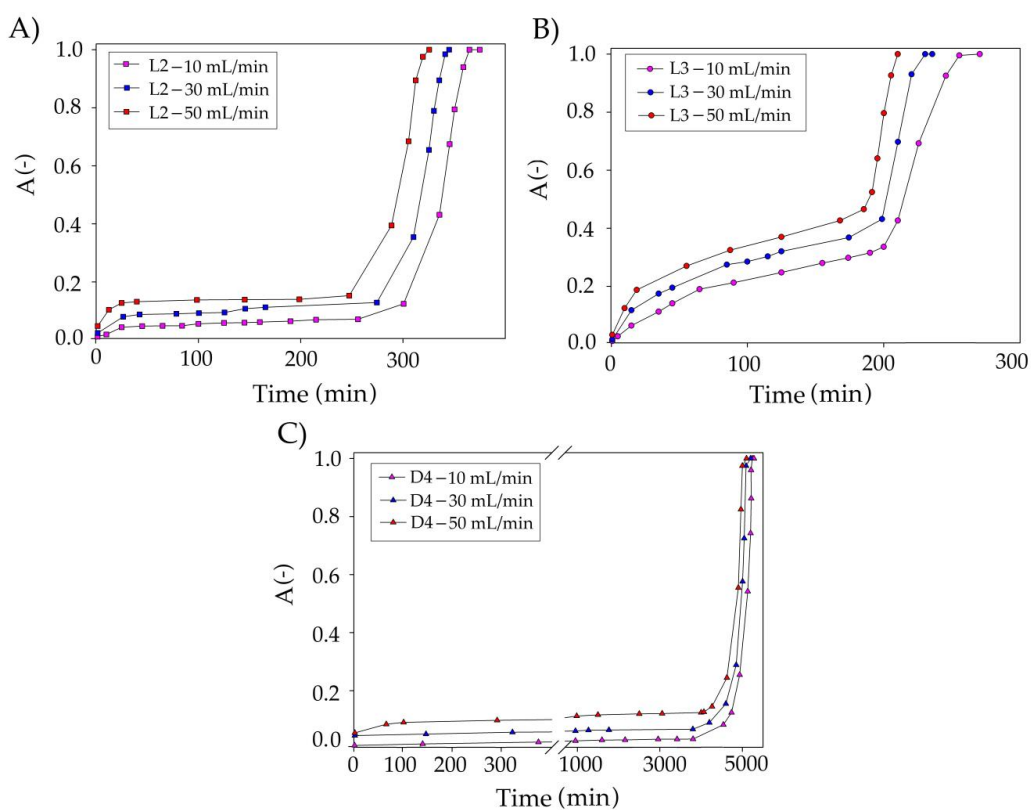 A)
1.0
0.8
0.6
0.4
0.2
0.0
A(-)
L2−10 mL/min
L2−30 mL/min
L2−50 mL/min
0
100
200
300
Time (min)
B)
1.0
0.8
0.6
0.4
0.2
0.0
A(-)
L3−10 mL/min
L3−30 mL/min
L3−50 mL/min
0
100
200
300
Time (min)
C)
1.0
0.8
0.6
0.4
0.2
0.0
A(-)
D4−10 mL/min
D4−30 mL/min
D4−50 mL/min
0
100
200
300
1000
3000
5000
Time (min)